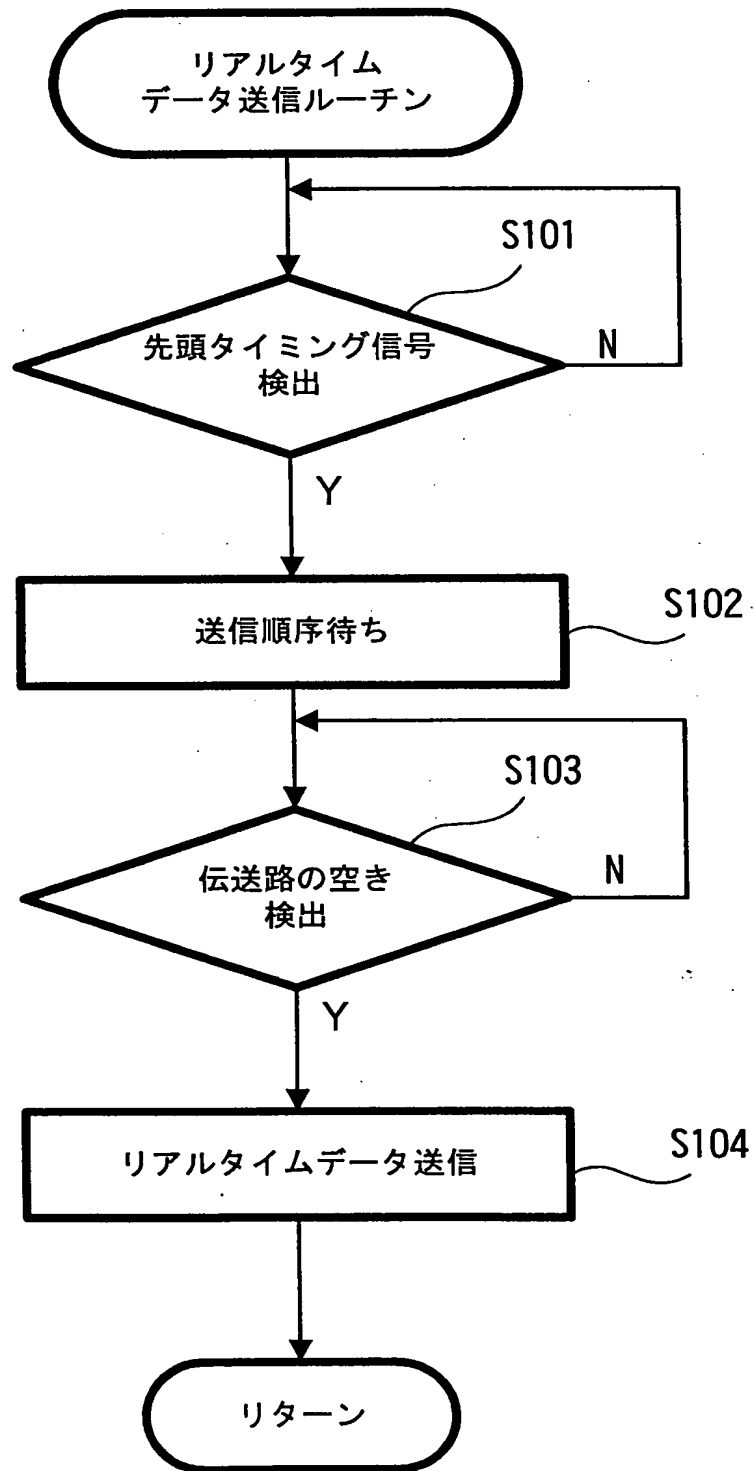 リアルタイム
データ送信ルーチン
S101
先頭タイミング信号
検出
N
Y
送信順序待ち
S102
S103
伝送路の空き
検出
N
Y
リアルタイムデータ送信
S104
リターン